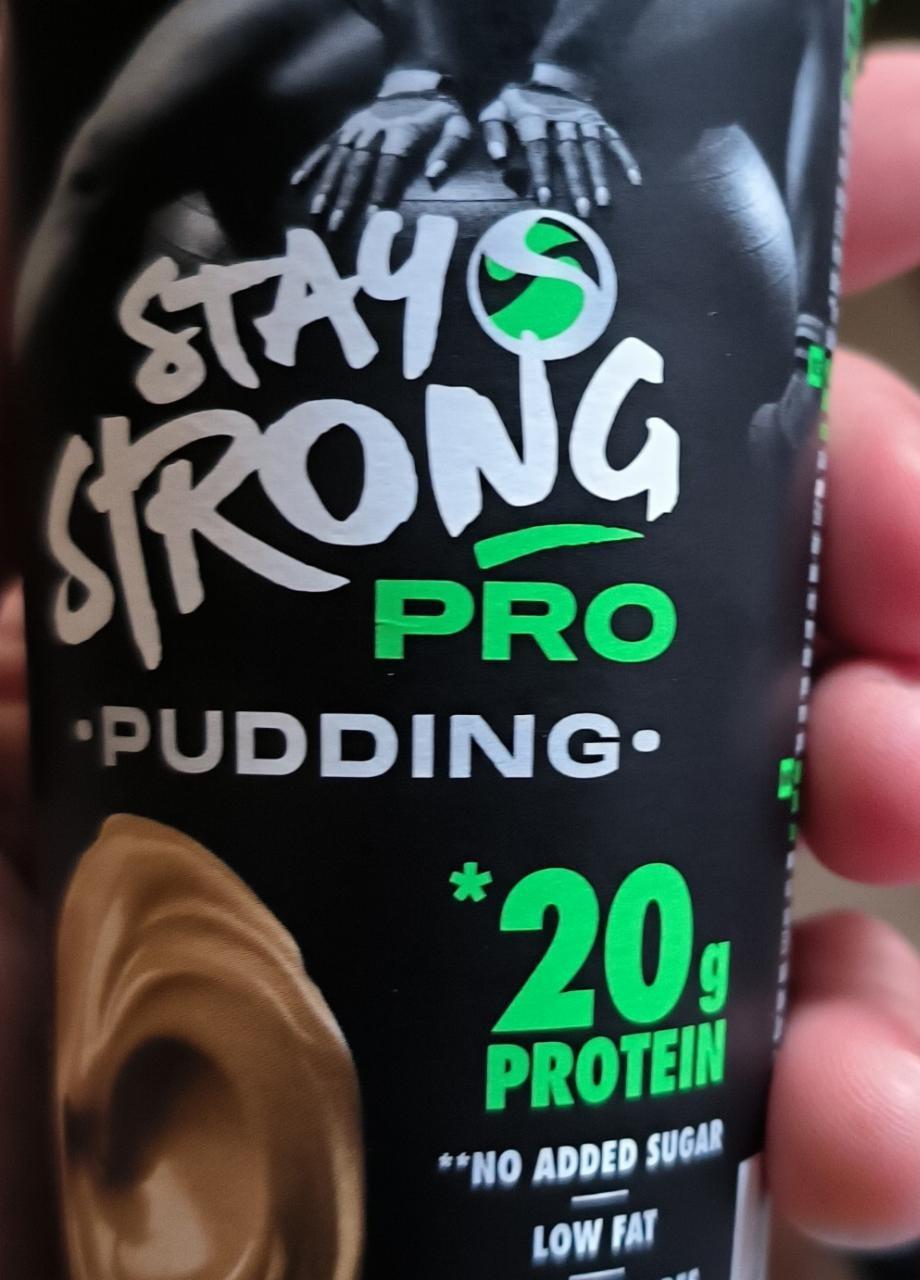 STAY
STRONG
PRO
·PUDDING·
*20g
PROTEIN
**NO ADDED SUGAR
LOW FAT